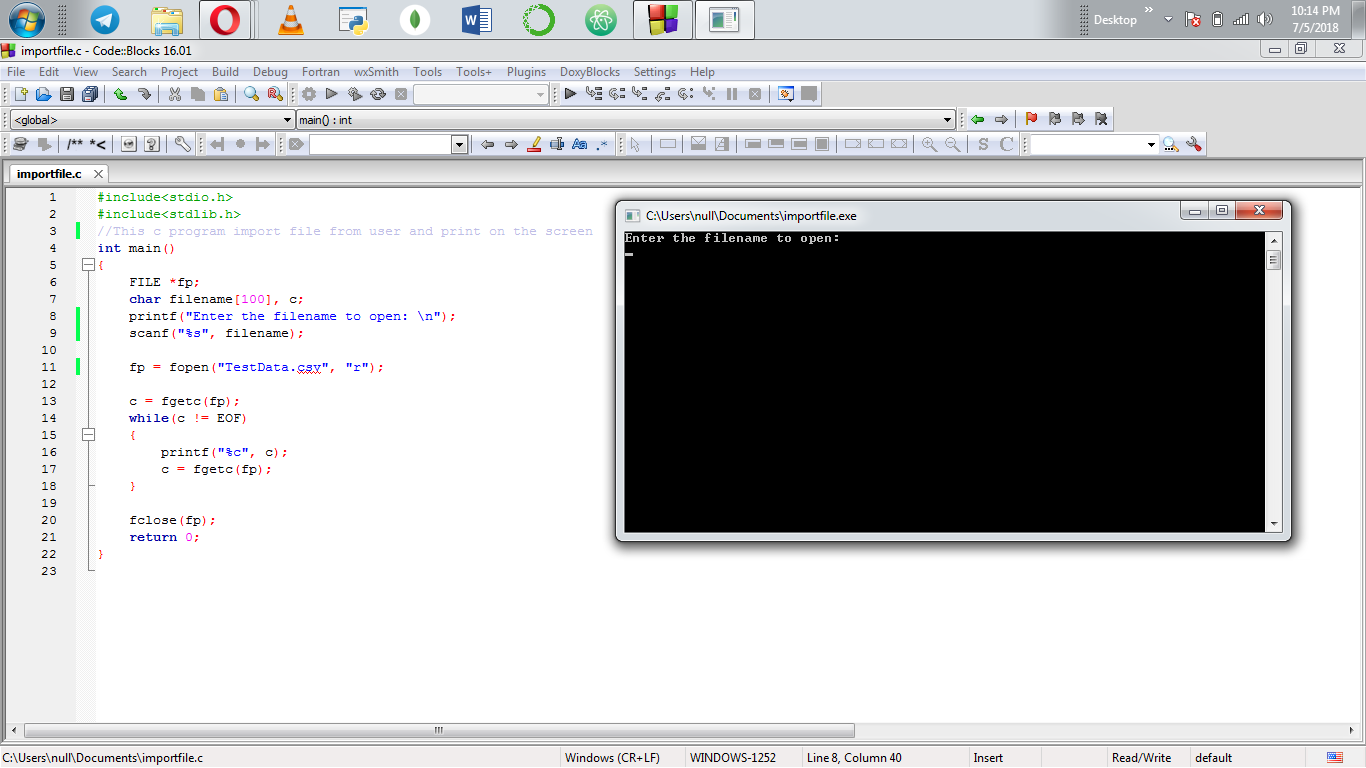 Desktop
10:14 PM
7/5/2018
importfile.c - Code::Blocks 16.01
File Edit View Search Project Build Debug Fortran wxSmith Tools Tools+ Plugins DoxyBlocks Settings Help
<global>
main() : int
/** *<
Aa .*
S C
importfile.c
1 #include<stdio.h>
2 #include<stdlib.h>
3 //This c program import file from user and print on the screen
4 int main()
5 {
6 FILE *fp;
7 char filename[100], c;
8 printf("Enter the filename to open: \n");
9 scanf("%s", filename);
10
11 fp = fopen("TestData.csv", "r");
12
13 c = fgetc(fp);
14 while(c != EOF)
15 {
16 printf("%c", c);
17 c = fgetc(fp);
18 }
19
20 fclose(fp);
21 return 0;
22 }
23
C:\Users\null\Documents\importfile.exe
Enter the filename to open:
C:\Users\null\Documents\importfile.c Windows (CR+LF) WINDOWS-1252 Line 8, Column 40 Insert Read/Write default